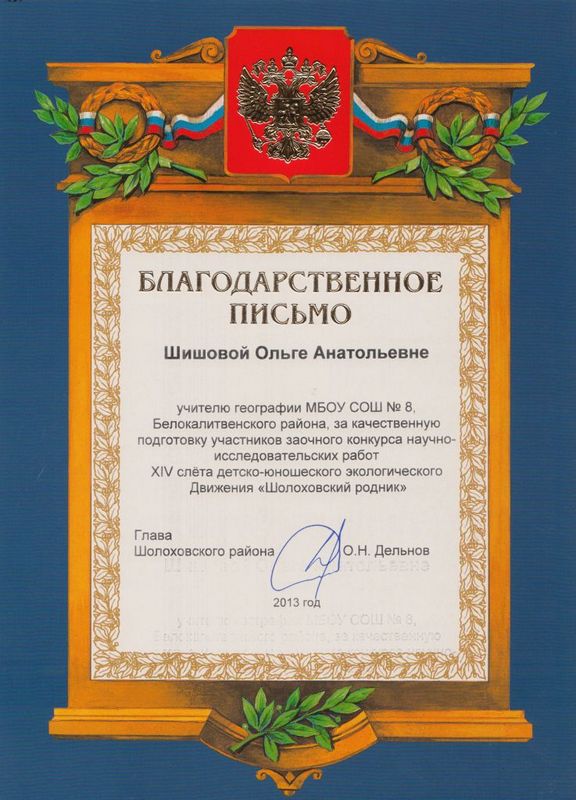 БЛАГОДАРСТВЕННОЕ
ПИСЬМО
Шишовой Ольге Анатольевне
учителю географии МБОУ СОШ № 8,
Белокалитвенского района, за качественную
подготовку участников заочного конкурса научно-
исследовательских работ
XIV слёта детско-юношеского экологического
Движения «Шолоховский родник»
Глава
Шолоховского района О.Н. Дельнов
2013 год